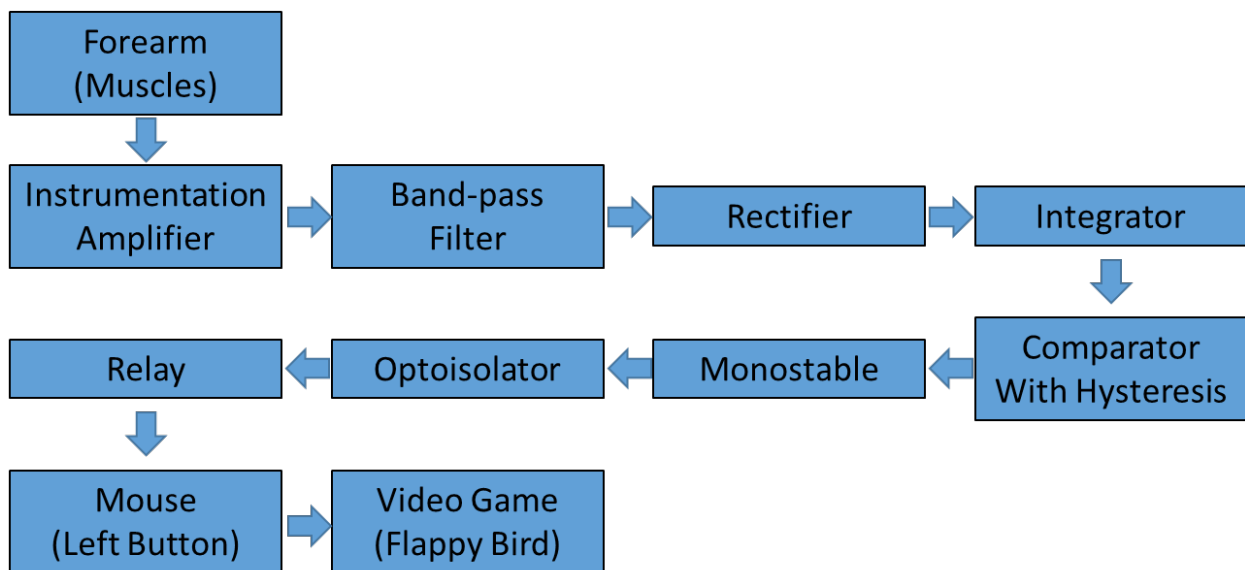 Forearm
(Muscles)
Instrumentation
Amplifier
Band-pass
Filter
Rectifier
Integrator
Comparator
With Hysteresis
Monostable
Optoisolator
Relay
Mouse
(Left Button)
Video Game
(Flappy Bird)